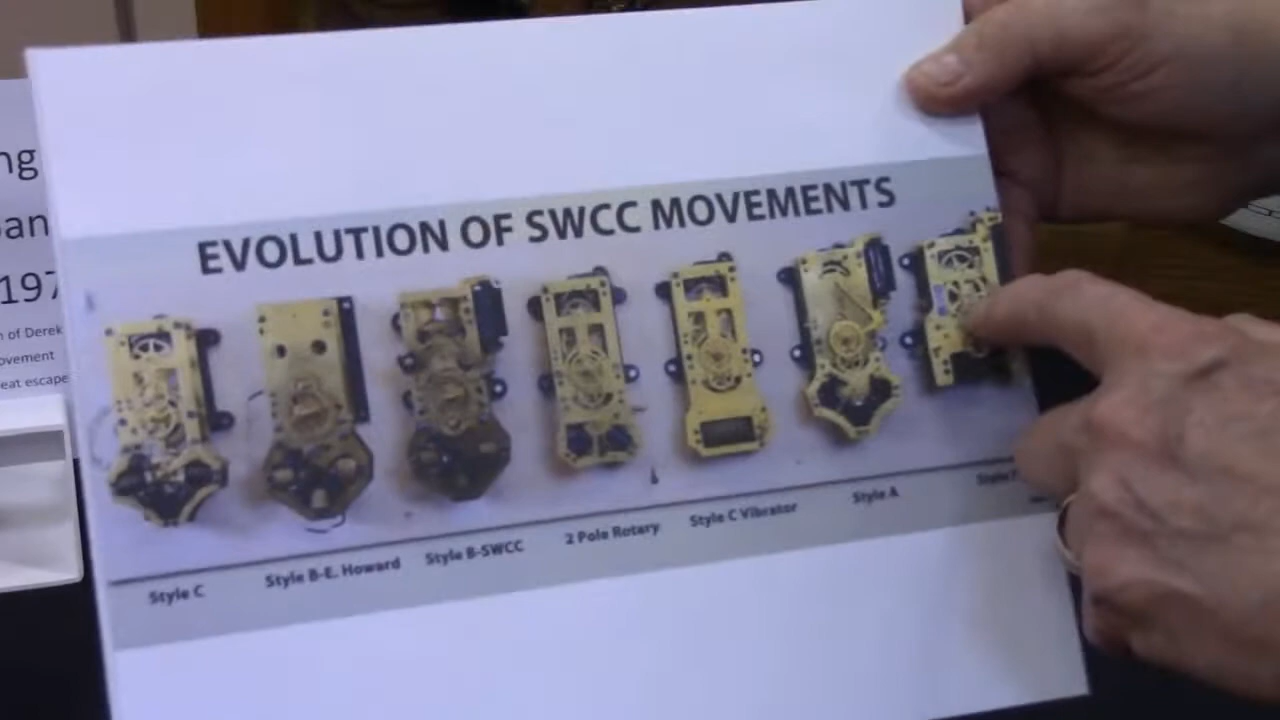 EVOLUTION OF SWCC MOVEMENTS
Style C
Style B-E. Howard
Style B-SWCC
2 Pole Rotary
Style C Vibrator
Style A
Style
ng
197
n of Derek
ovement
eat escape